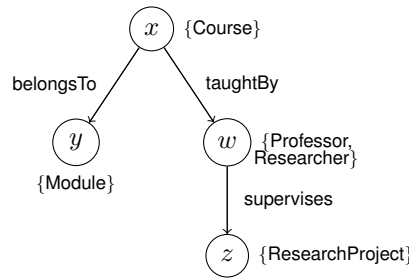 x {Course}
belongsTo taughtBy
y w {Professor,
Researcher}
{Module}
supervises
z {ResearchProject}